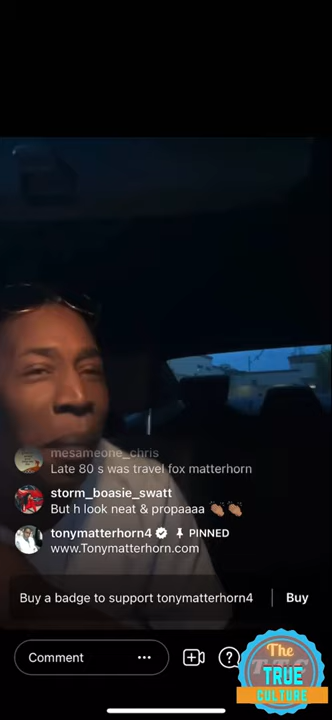 mesameone_chris
Late 80 s was travel fox matterhorn
storm_boasie_swatt
But h look neat & propaaaa 👏🏽👏🏽
tonymatterhorn4 PINNED
www.Tonymatterhorn.com
Buy a badge to support tonymatterhorn4 Buy
Comment
The
TRUE
CULTURE